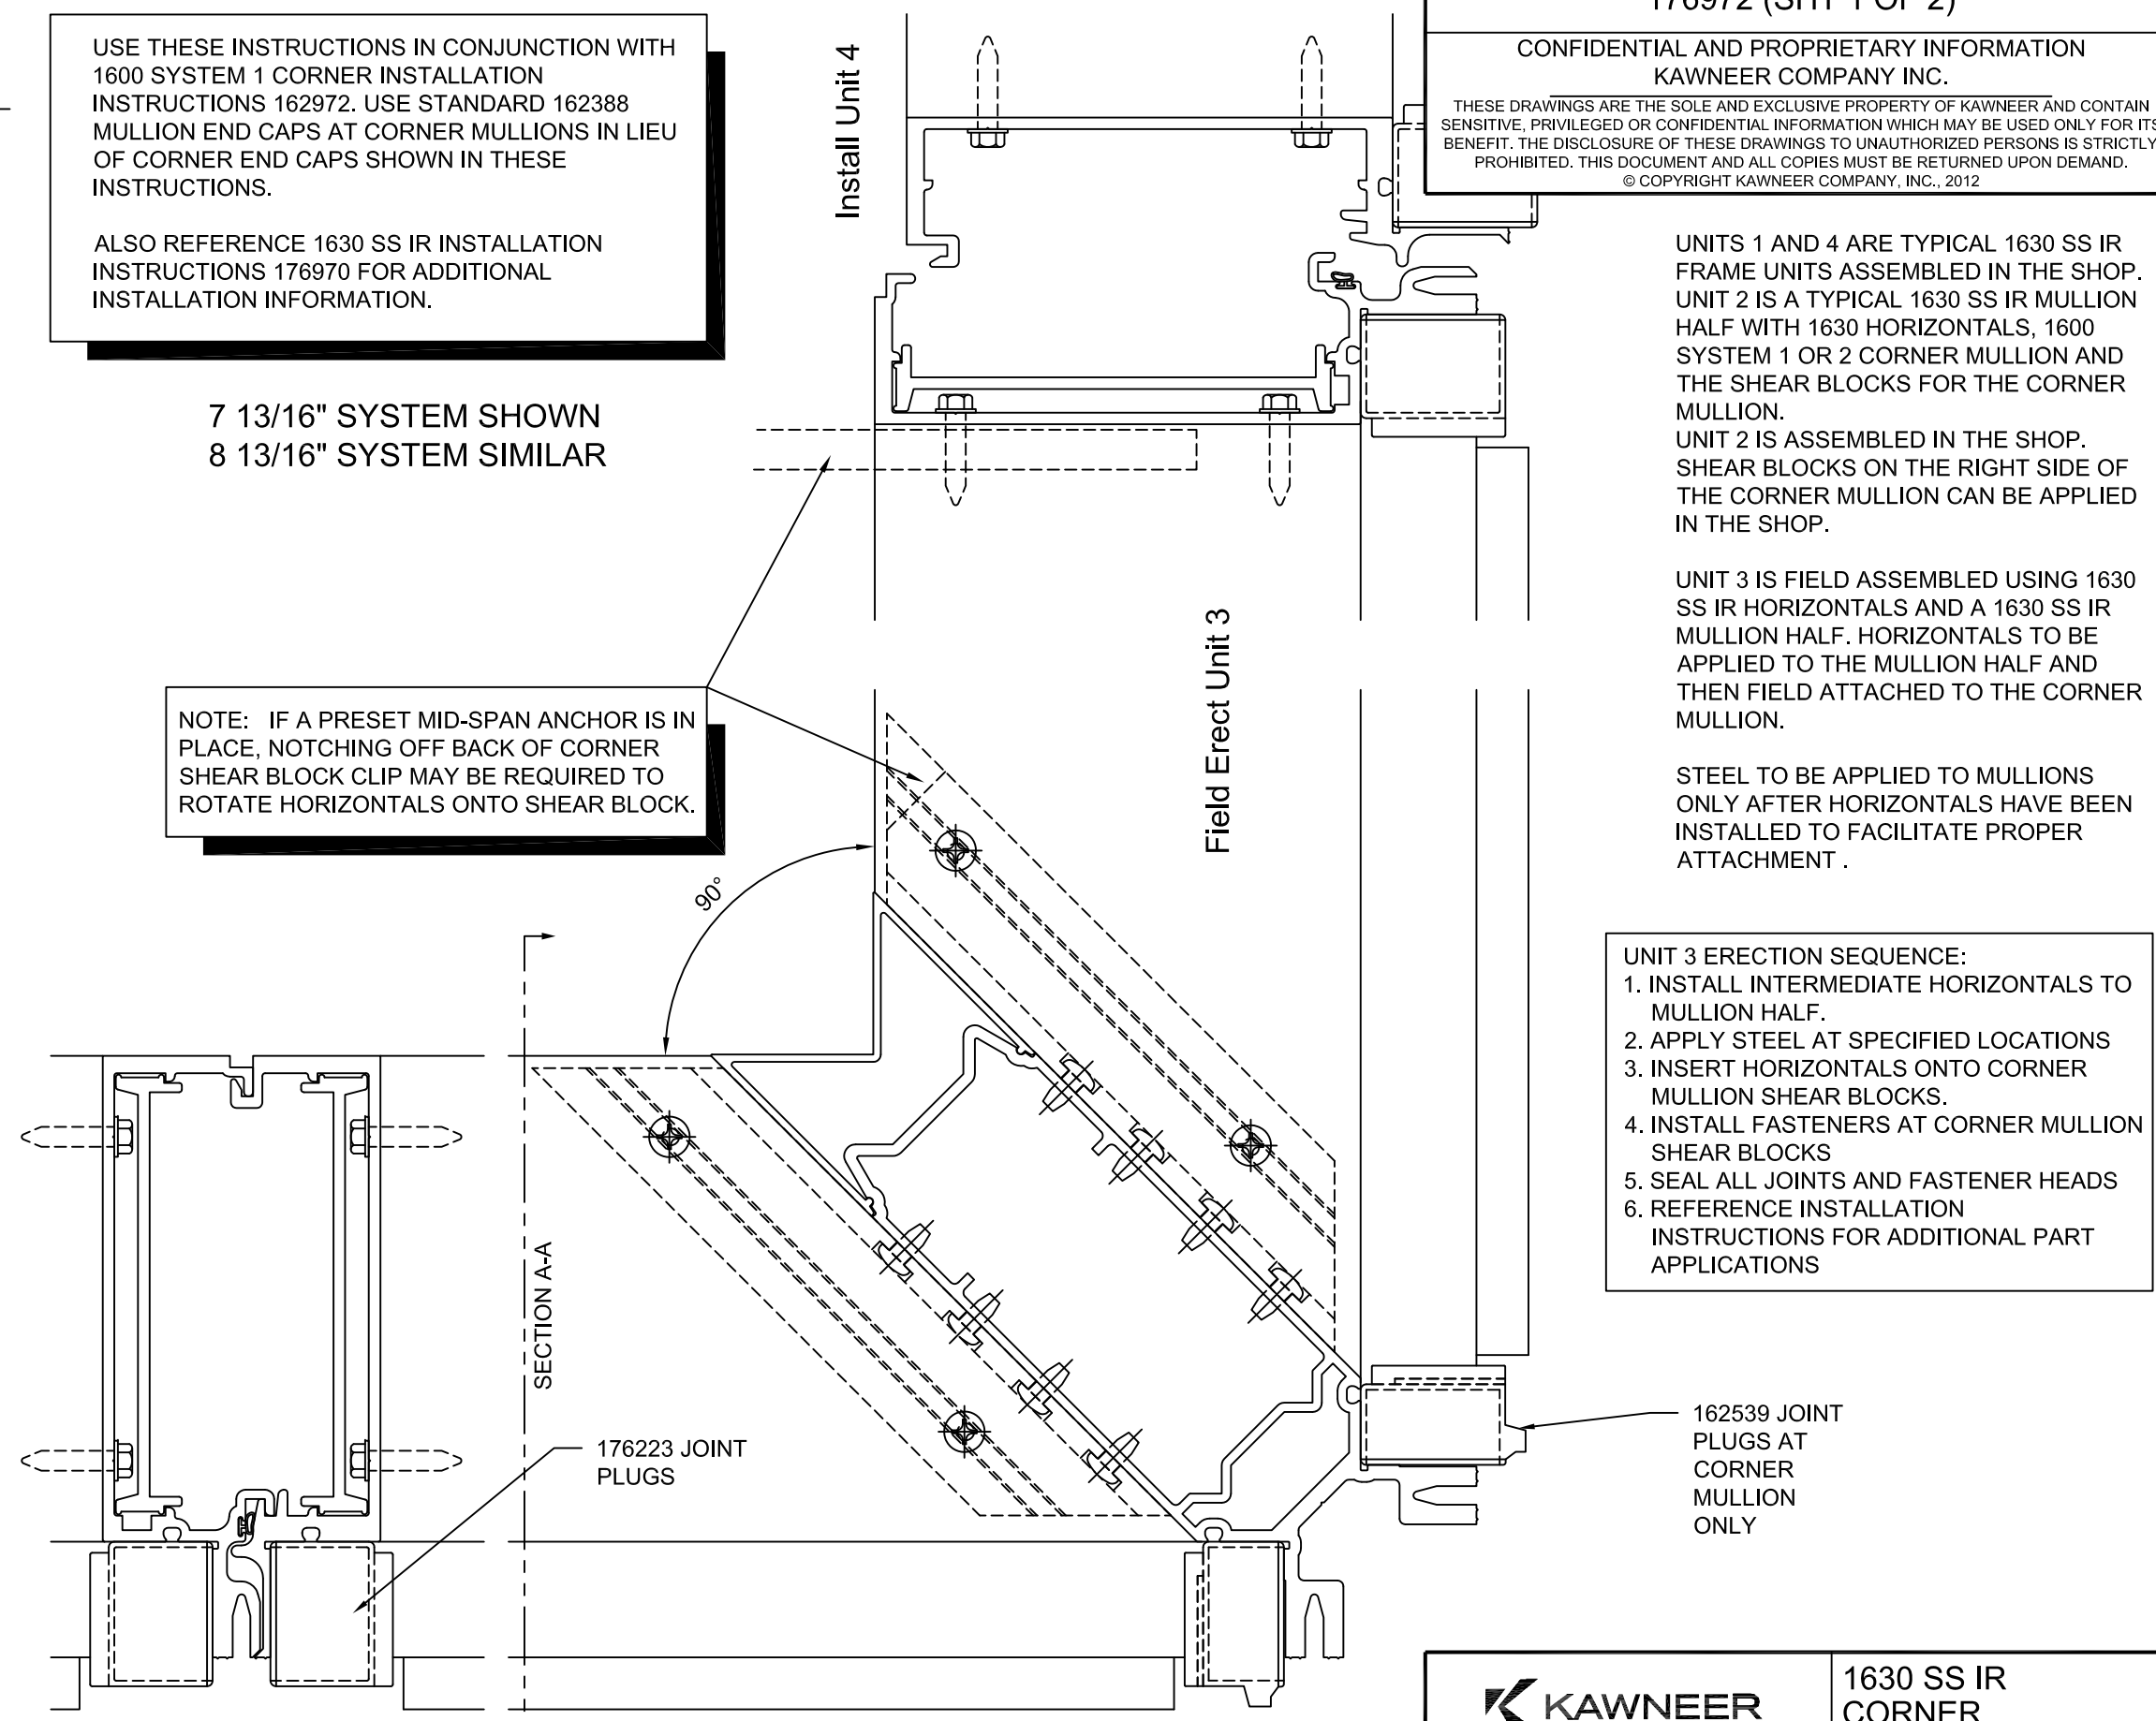 USE THESE INSTRUCTIONS IN CONJUNCTION WITH
1600 SYSTEM 1 CORNER INSTALLATION
INSTRUCTIONS 162972. USE STANDARD 162388
MULLION END CAPS AT CORNER MULLIONS IN LIEU
OF CORNER END CAPS SHOWN IN THESE
INSTRUCTIONS.
ALSO REFERENCE 1630 SS IR INSTALLATION
INSTRUCTIONS 176970 FOR ADDITIONAL
INSTALLATION INFORMATION.
7 13/16" SYSTEM SHOWN
8 13/16" SYSTEM SIMILAR
Install Unit 4
176972 (SHT 1 OF 2)
CONFIDENTIAL AND PROPRIETARY INFORMATION
KAWNEER COMPANY INC.
THESE DRAWINGS ARE THE SOLE AND EXCLUSIVE PROPERTY OF KAWNEER AND CONTAIN
SENSITIVE, PRIVILEGED OR CONFIDENTIAL INFORMATION WHICH MAY BE USED ONLY FOR ITS
BENEFIT. THE DISCLOSURE OF THESE DRAWINGS TO UNAUTHORIZED PERSONS IS STRICTLY
PROHIBITED. THIS DOCUMENT AND ALL COPIES MUST BE RETURNED UPON DEMAND.
© COPYRIGHT KAWNEER COMPANY, INC., 2012
UNITS 1 AND 4 ARE TYPICAL 1630 SS IR
FRAME UNITS ASSEMBLED IN THE SHOP.
UNIT 2 IS A TYPICAL 1630 SS IR MULLION
HALF WITH 1630 HORIZONTALS, 1600
SYSTEM 1 OR 2 CORNER MULLION AND
THE SHEAR BLOCKS FOR THE CORNER
MULLION.
UNIT 2 IS ASSEMBLED IN THE SHOP.
SHEAR BLOCKS ON THE RIGHT SIDE OF
THE CORNER MULLION CAN BE APPLIED
IN THE SHOP.
UNIT 3 IS FIELD ASSEMBLED USING 1630
SS IR HORIZONTALS AND A 1630 SS IR
MULLION HALF. HORIZONTALS TO BE
APPLIED TO THE MULLION HALF AND
THEN FIELD ATTACHED TO THE CORNER
MULLION.
STEEL TO BE APPLIED TO MULLIONS
ONLY AFTER HORIZONTALS HAVE BEEN
INSTALLED TO FACILITATE PROPER
ATTACHMENT .
NOTE: IF A PRESET MID-SPAN ANCHOR IS IN
PLACE, NOTCHING OFF BACK OF CORNER
SHEAR BLOCK CLIP MAY BE REQUIRED TO
ROTATE HORIZONTALS ONTO SHEAR BLOCK.
Field Erect Unit 3
90°
UNIT 3 ERECTION SEQUENCE:
1. INSTALL INTERMEDIATE HORIZONTALS TO
MULLION HALF.
2. APPLY STEEL AT SPECIFIED LOCATIONS
3. INSERT HORIZONTALS ONTO CORNER
MULLION SHEAR BLOCKS.
4. INSTALL FASTENERS AT CORNER MULLION
SHEAR BLOCKS
5. SEAL ALL JOINTS AND FASTENER HEADS
6. REFERENCE INSTALLATION
INSTRUCTIONS FOR ADDITIONAL PART
APPLICATIONS
SECTION A-A
176223 JOINT
PLUGS
162539 JOINT
PLUGS AT
CORNER
MULLION
ONLY
KAWNEER
1630 SS IR
CORNER